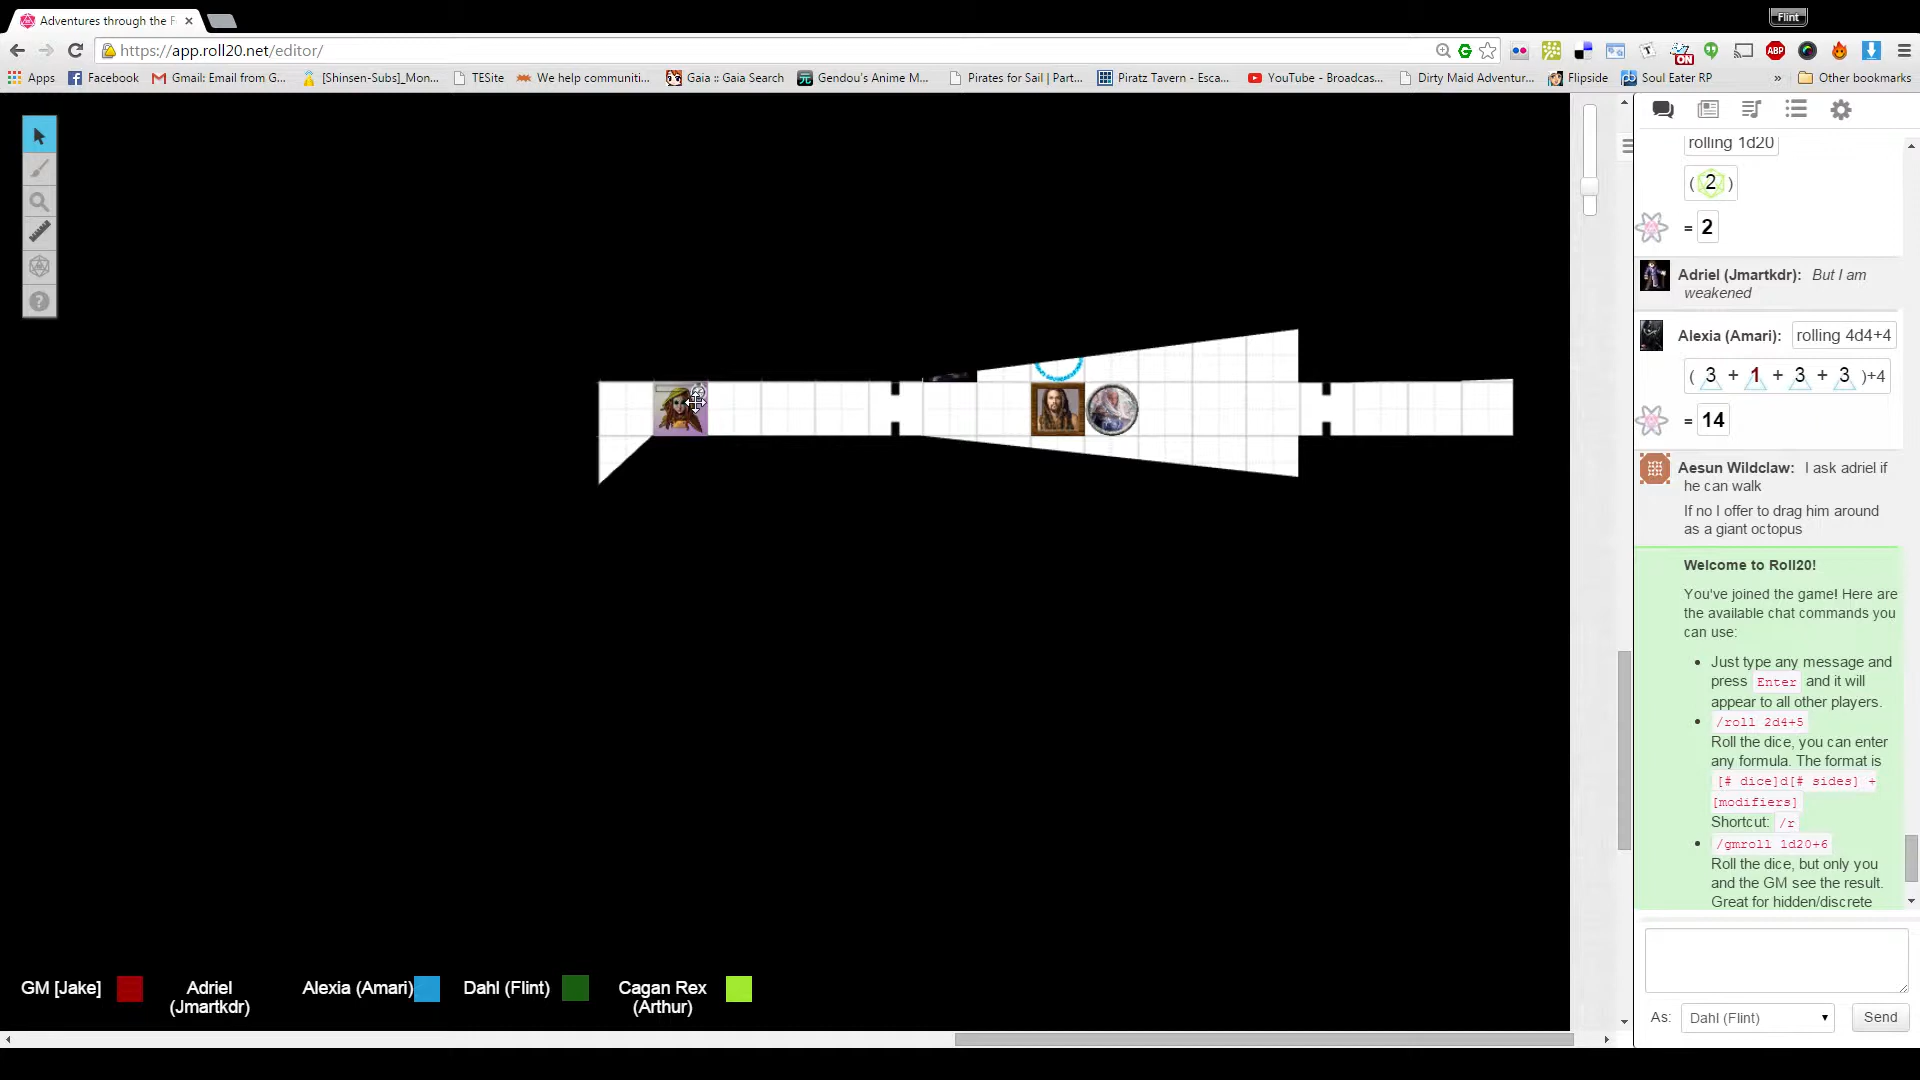 Adventures through the F
Flint
https://app.roll20.net/editor/
Apps
Facebook
Gmail: Email from G...
[Shinsen-Subs]_Mon...
TESite
We help communiti...
Gaia :: Gaia Search
Gendou's Anime M...
Pirates for Sail | Part...
Piratz Tavern - Esca...
YouTube - Broadcas...
Dirty Maid Adventur...
Flipside
Soul Eater RP
»
Other bookmarks
ABP
ON
rolling 1d20
( 2 )
= 2
Adriel (Jmartkdr): But I am
weakened
Alexia (Amari): rolling 4d4+4
( 3 + 1 + 3 + 3 )+4
= 14
Aesun Wildclaw: I ask adriel if
he can walk
If no I offer to drag him around
as a giant octopus
Welcome to Roll20!
You've joined the game! Here are
the available chat commands you
can use:
• Just type any message and
press Enter and it will
appear to all other players.
• /roll 2d4+5
Roll the dice, you can enter
any formula. The format is
[# dice]d[# sides] +
[modifiers]
Shortcut: /r
• /gmroll 1d20+6
Roll the dice, but only you
and the GM see the result.
Great for hidden/discrete
GM [Jake]
Adriel
(Jmartkdr)
Alexia (Amari)
Dahl (Flint)
Cagan Rex
(Arthur)
As: Dahl (Flint)
Send